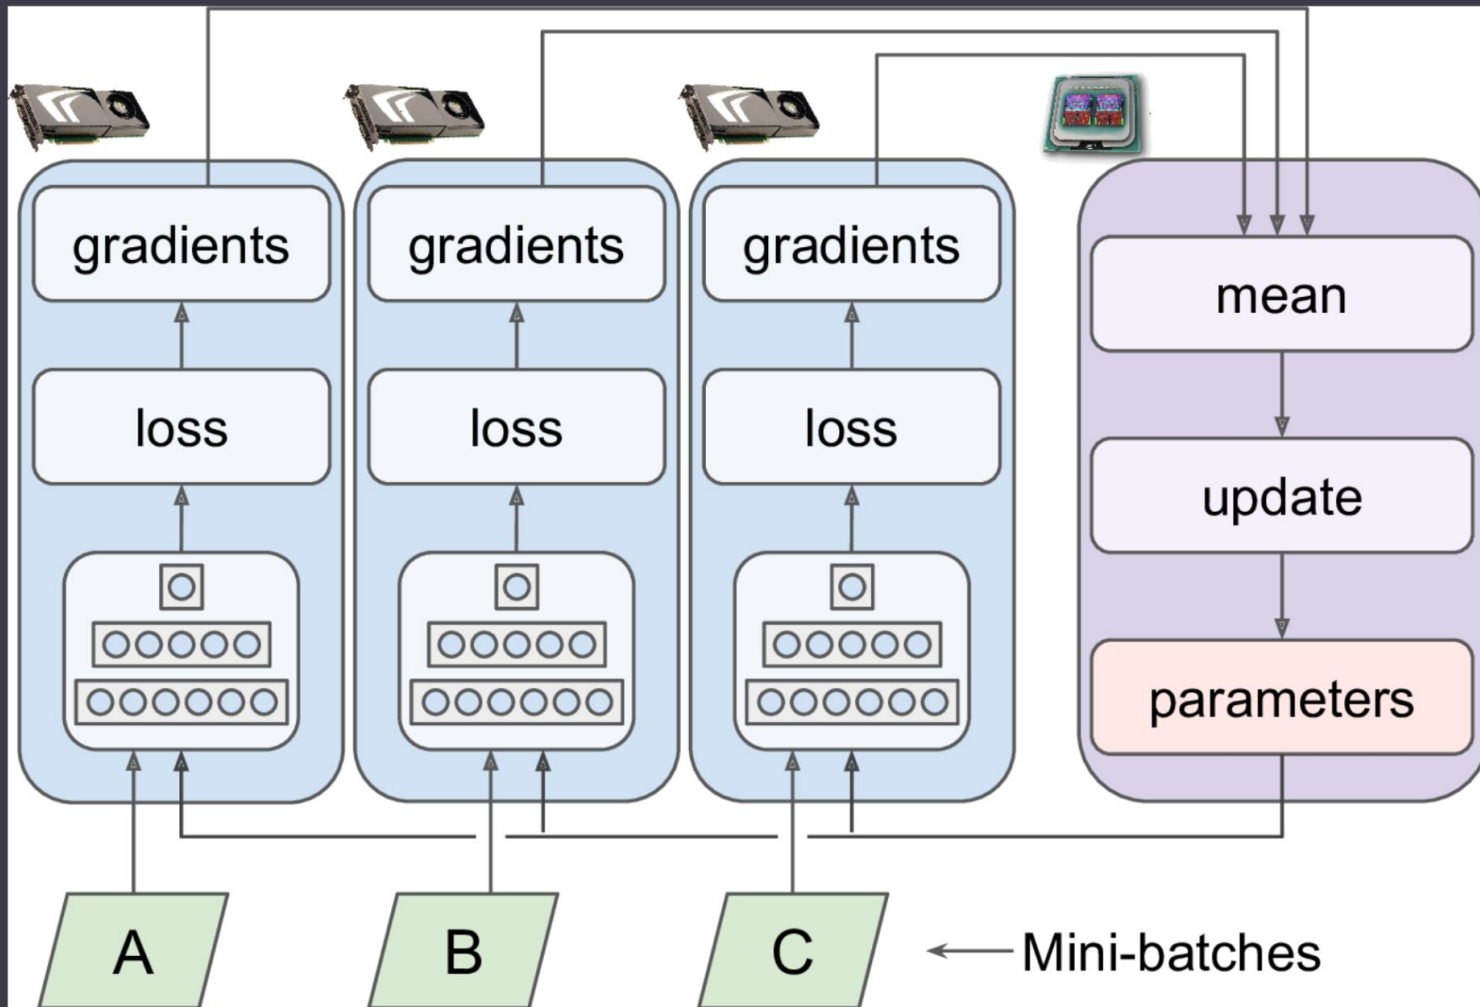 gradients
gradients
gradients
mean
loss
loss
loss
update
parameters
A
B
C
Mini-batches